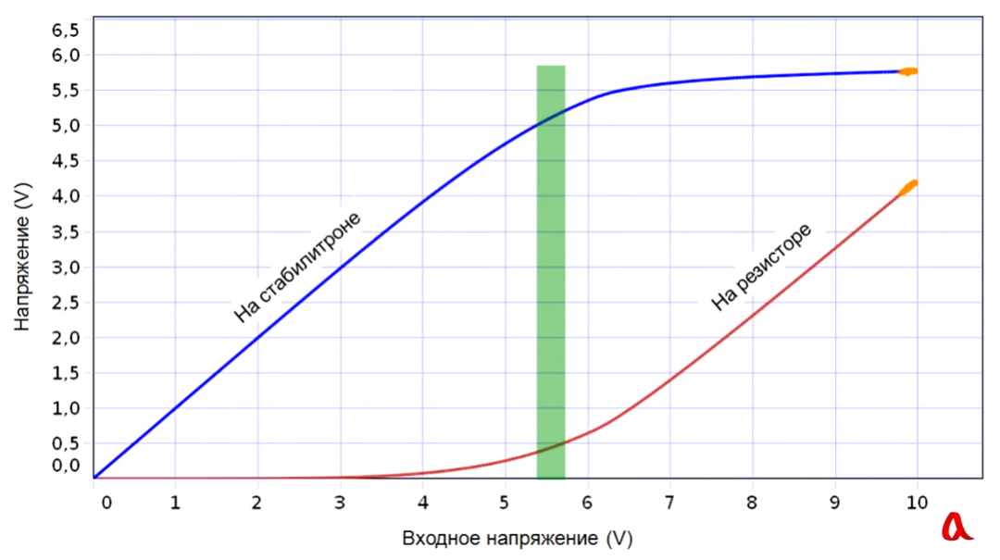 6,5
6,0
5,5
5,0
4,5
4,0
3,5
3,0
2,5
2,0
1,5
1,0
0,5
0,0
Напряжение (V)
На стабилитроне
На резисторе
0 1 2 3 4 5 6 7 8 9 10
Входное напряжение (V)
a